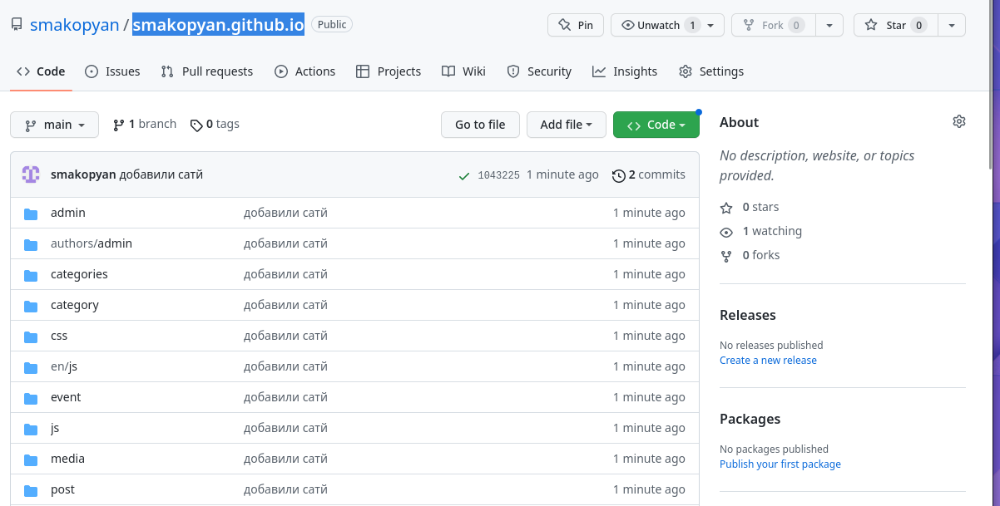 smakopyan / smakopyan.github.io Public Pin Unwatch 1 Fork 0 Star 0
Code Issues Pull requests Actions Projects Wiki Security Insights Settings
main 1 branch 0 tags Go to file Add file Code
smakopyan добавили сатй 1043225 1 minute ago 2 commits
admin добавили сатй 1 minute ago
authors/admin добавили сатй 1 minute ago
categories добавили сатй 1 minute ago
category добавили сатй 1 minute ago
css добавили сатй 1 minute ago
en/js добавили сатй 1 minute ago
event добавили сатй 1 minute ago
js добавили сатй 1 minute ago
media добавили сатй 1 minute ago
post добавили сатй 1 minute ago
About
No description, website, or topics
provided.
0 stars
1 watching
0 forks
Releases
No releases published
Create a new release
Packages
No packages published
Publish your first package